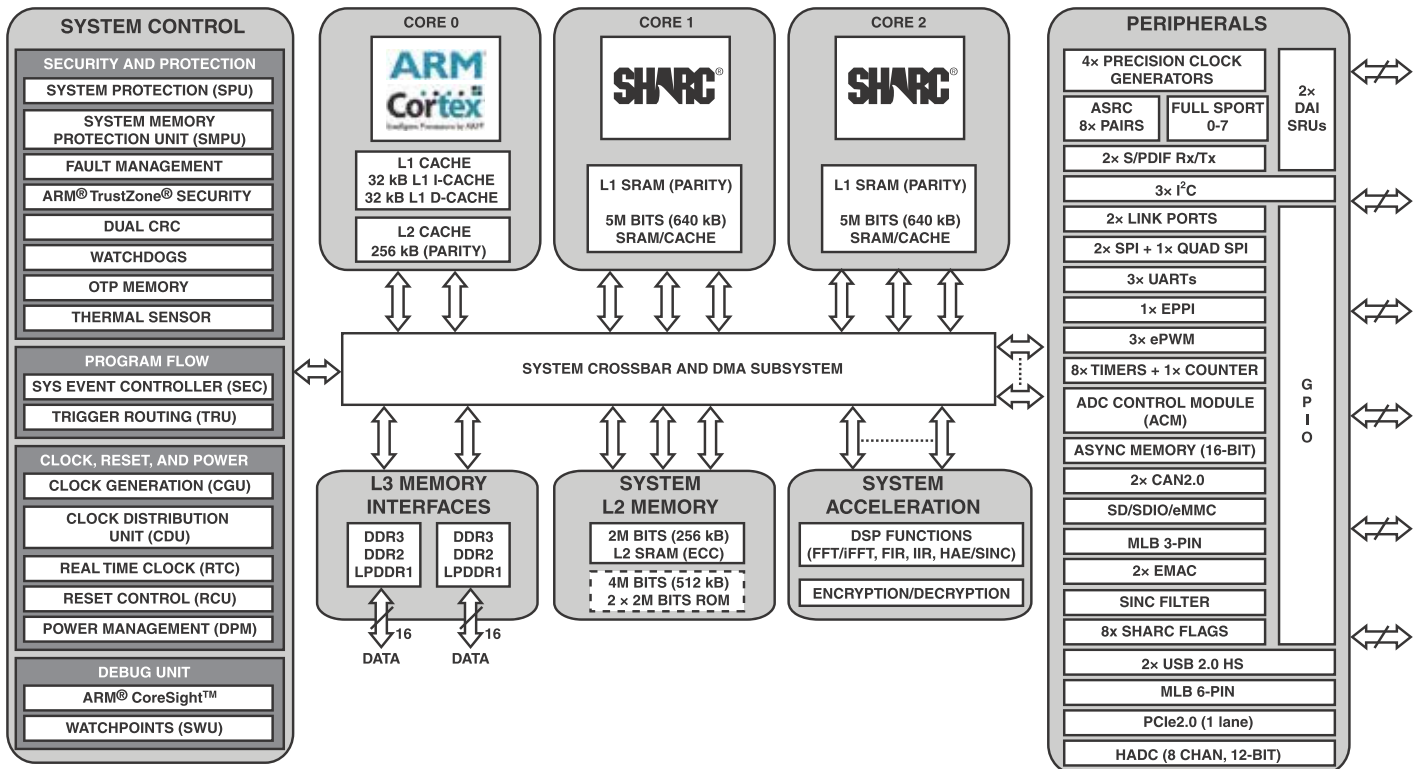 SYSTEM CONTROL
SECURITY AND PROTECTION
SYSTEM PROTECTION (SPU)
SYSTEM MEMORY
PROTECTION UNIT (SMPU)
FAULT MANAGEMENT
ARM® TrustZone® SECURITY
DUAL CRC
WATCHDOGS
OTP MEMORY
THERMAL SENSOR
PROGRAM FLOW
SYS EVENT CONTROLLER (SEC)
TRIGGER ROUTING (TRU)
CLOCK, RESET, AND POWER
CLOCK GENERATION (CGU)
CLOCK DISTRIBUTION
UNIT (CDU)
REAL TIME CLOCK (RTC)
RESET CONTROL (RCU)
POWER MANAGEMENT (DPM)
DEBUG UNIT
ARM® CoreSight™
WATCHPOINTS (SWU)
CORE 0
ARM
Cortex
L1 CACHE
32 kB L1 I-CACHE
32 kB L1 D-CACHE
L2 CACHE
256 kB (PARITY)
CORE 1
SHARC®
L1 SRAM (PARITY)
5M BITS (640 kB)
SRAM/CACHE
CORE 2
SHARC®
L1 SRAM (PARITY)
5M BITS (640 kB)
SRAM/CACHE
SYSTEM CROSSBAR AND DMA SUBSYSTEM
L3 MEMORY
INTERFACES
DDR3
DDR2
LPDDR1
16
DATA
DDR3
DDR2
LPDDR1
16
DATA
SYSTEM
L2 MEMORY
2M BITS (256 kB)
L2 SRAM (ECC)
4M BITS (512 kB)
2 × 2M BITS ROM
SYSTEM
ACCELERATION
DSP FUNCTIONS
(FFT/iFFT, FIR, IIR, HAE/SINC)
ENCRYPTION/DECRYPTION
PERIPHERALS
4× PRECISION CLOCK
GENERATORS
ASRC
8× PAIRS
FULL SPORT
0-7
2× S/PDIF Rx/Tx
2×
DAI
SRUs
3× I²C
2× LINK PORTS
2× SPI + 1× QUAD SPI
3× UARTs
1× EPPI
3× ePWM
8× TIMERS + 1× COUNTER
ADC CONTROL MODULE
(ACM)
ASYNC MEMORY (16-BIT)
2× CAN2.0
SD/SDIO/eMMC
MLB 3-PIN
2× EMAC
SINC FILTER
8x SHARC FLAGS
G
P
I
O
2× USB 2.0 HS
MLB 6-PIN
PCIe2.0 (1 lane)
HADC (8 CHAN, 12-BIT)